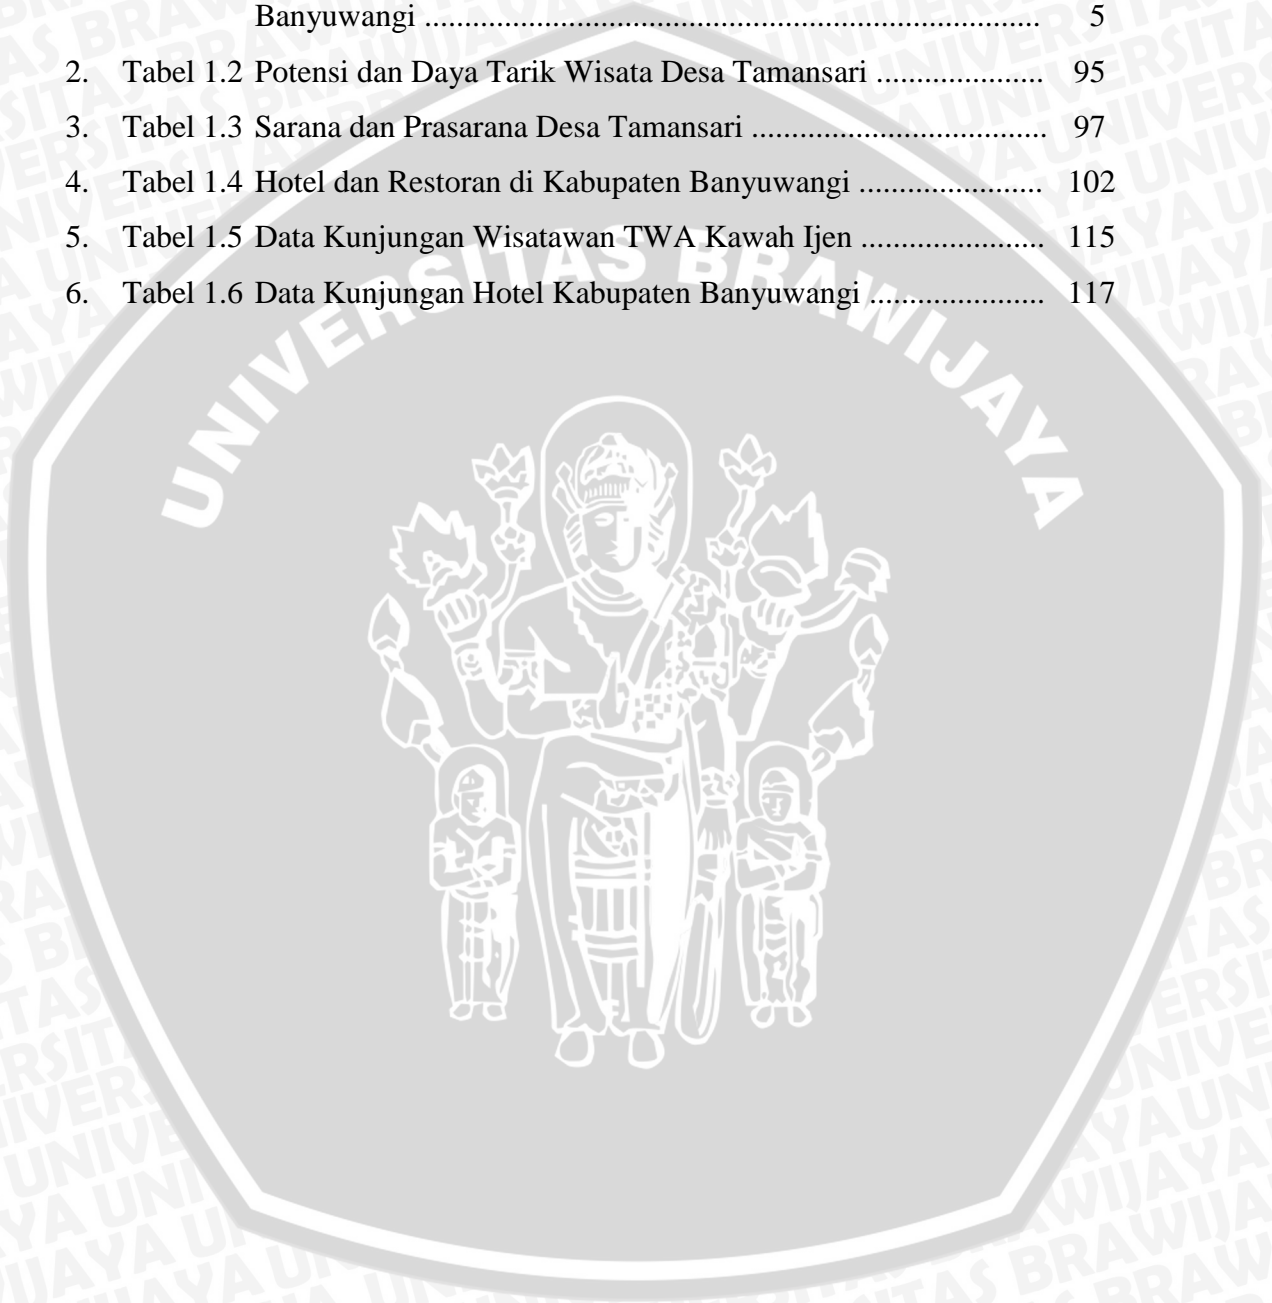 Banyuwangi ............................................................................. 5
2. Tabel 1.2 Potensi dan Daya Tarik Wisata Desa Tamansari ..................... 95
3. Tabel 1.3 Sarana dan Prasarana Desa Tamansari ..................................... 97
4. Tabel 1.4 Hotel dan Restoran di Kabupaten Banyuwangi ....................... 102
5. Tabel 1.5 Data Kunjungan Wisatawan TWA Kawah Ijen ....................... 115
6. Tabel 1.6 Data Kunjungan Hotel Kabupaten Banyuwangi ...................... 117
UNIVERSITAS BRAWIJAYA